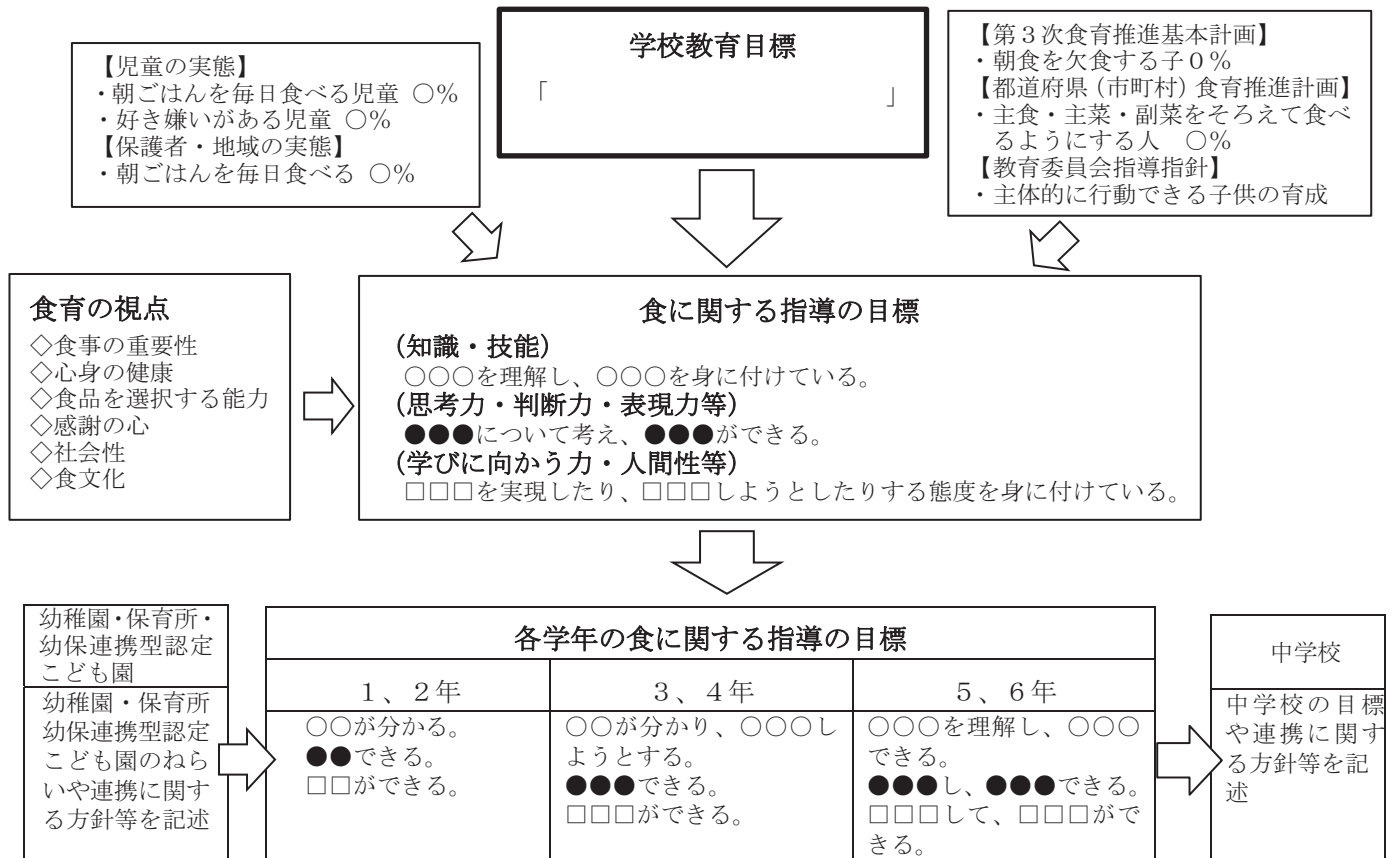 学校教育目標
「　　　　　　　　　　　　」
【児童の実態】
・朝ごはんを毎日食べる児童 ○%
・好き嫌いがある児童 ○%
【保護者・地域の実態】
・朝ごはんを毎日食べる ○%
【第３次食育推進基本計画】
・朝食を欠食する子０％
【都道府県（市町村）食育推進計画】
・主食・主菜・副菜をそろえて食べ
るようにする人　○%
【教育委員会指導指針】
・主体的に行動できる子供の育成
食育の視点
◇食事の重要性
◇心身の健康
◇食品を選択する能力
◇感謝の心
◇社会性
◇食文化
食に関する指導の目標
（知識・技能）
○○○を理解し、○○○を身に付けている。
（思考力・判断力・表現力等）
●●●について考え、●●●ができる。
（学びに向かう力・人間性等）
□□□を実現したり、□□□しようとしたりする態度を身に付けている。
幼稚園・保育所・
幼保連携型認定
こども園
幼稚園・保育所
幼保連携型認定
こども園のねら
いや連携に関す
る方針等を記述
各学年の食に関する指導の目標
１、２年
○○が分かる。
●●できる。
□□ができる。
３、４年
○○が分かり、○○○し
ようとする。
●●●できる。
□□□ができる。
５、６年
○○○を理解し、○○○
できる。
●●●し、●●●できる。
□□□して、□□□がで
きる。
中学校
中学校の目標
や連携に関す
る方針等を記
述